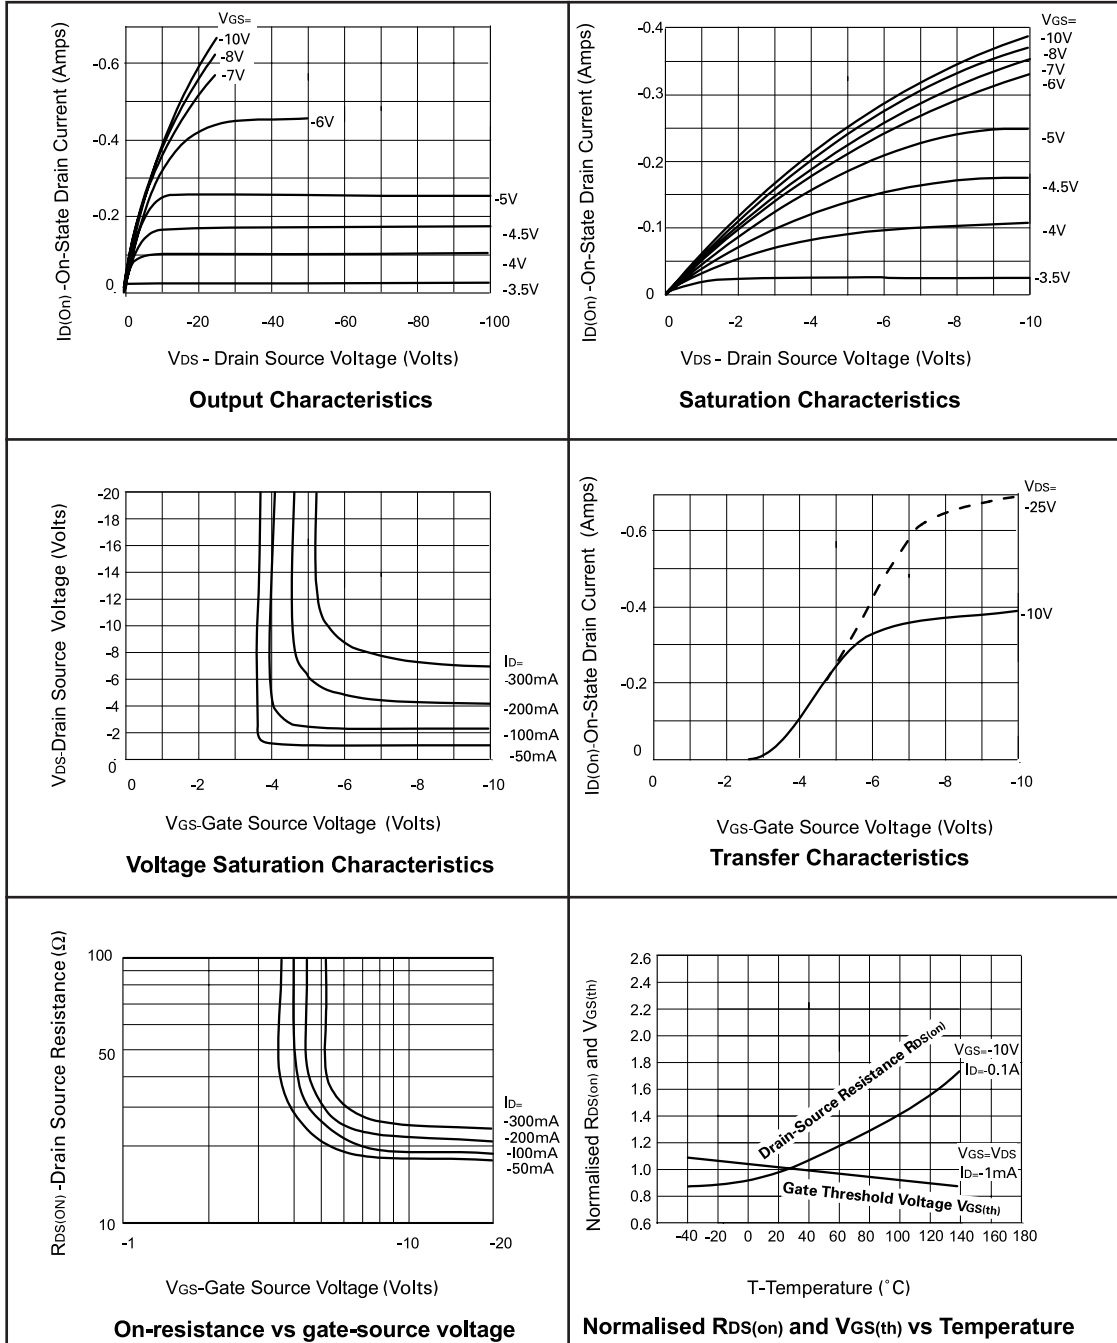 VGS=
-10V
-8V
-7V
-6V
-5V
-4.5V
-4V
-3.5V
ID(On) -On-State Drain Current (Amps)
-0.6
-0.4
-0.2
0
0 -20 -40 -60 -80 -100
VDS - Drain Source Voltage (Volts)
Output Characteristics
VGS=
-10V
-8V
-7V
-6V
-5V
-4.5V
-4V
-3.5V
ID(On) -On-State Drain Current (Amps)
-0.4
-0.3
-0.2
-0.1
0
0 -2 -4 -6 -8 -10
VDS - Drain Source Voltage (Volts)
Saturation Characteristics
VDS-Drain Source Voltage (Volts)
-20
-18
-16
-14
-12
-10
-8
-6
-4
-2
0
ID=
-300mA
-200mA
-100mA
-50mA
0 -2 -4 -6 -8 -10
VGS-Gate Source Voltage (Volts)
Voltage Saturation Characteristics
ID(On)-On-State Drain Current (Amps)
-0.6
-0.4
-0.2
0
VDS=
-25V
-10V
0 -2 -4 -6 -8 -10
VGS-Gate Source Voltage (Volts)
Transfer Characteristics
RDS(ON) -Drain Source Resistance (Ω)
100
50
10
ID=
-300mA
-200mA
-100mA
-50mA
-1 -10 -20
VGS-Gate Source Voltage (Volts)
On-resistance vs gate-source voltage
Normalised RDS(on) and VGS(th)
2.6
2.4
2.2
2.0
1.8
1.6
1.4
1.2
1.0
0.8
0.6
Drain-Source Resistance RDS(on)
VGS=-10V
ID=-0.1A
VGS=VDS
ID=-1mA
Gate Threshold Voltage VGS(th)
-40 -20 0 20 40 60 80 100 120 140 160 180
T-Temperature (°C)
Normalised RDS(on) and VGS(th) vs Temperature